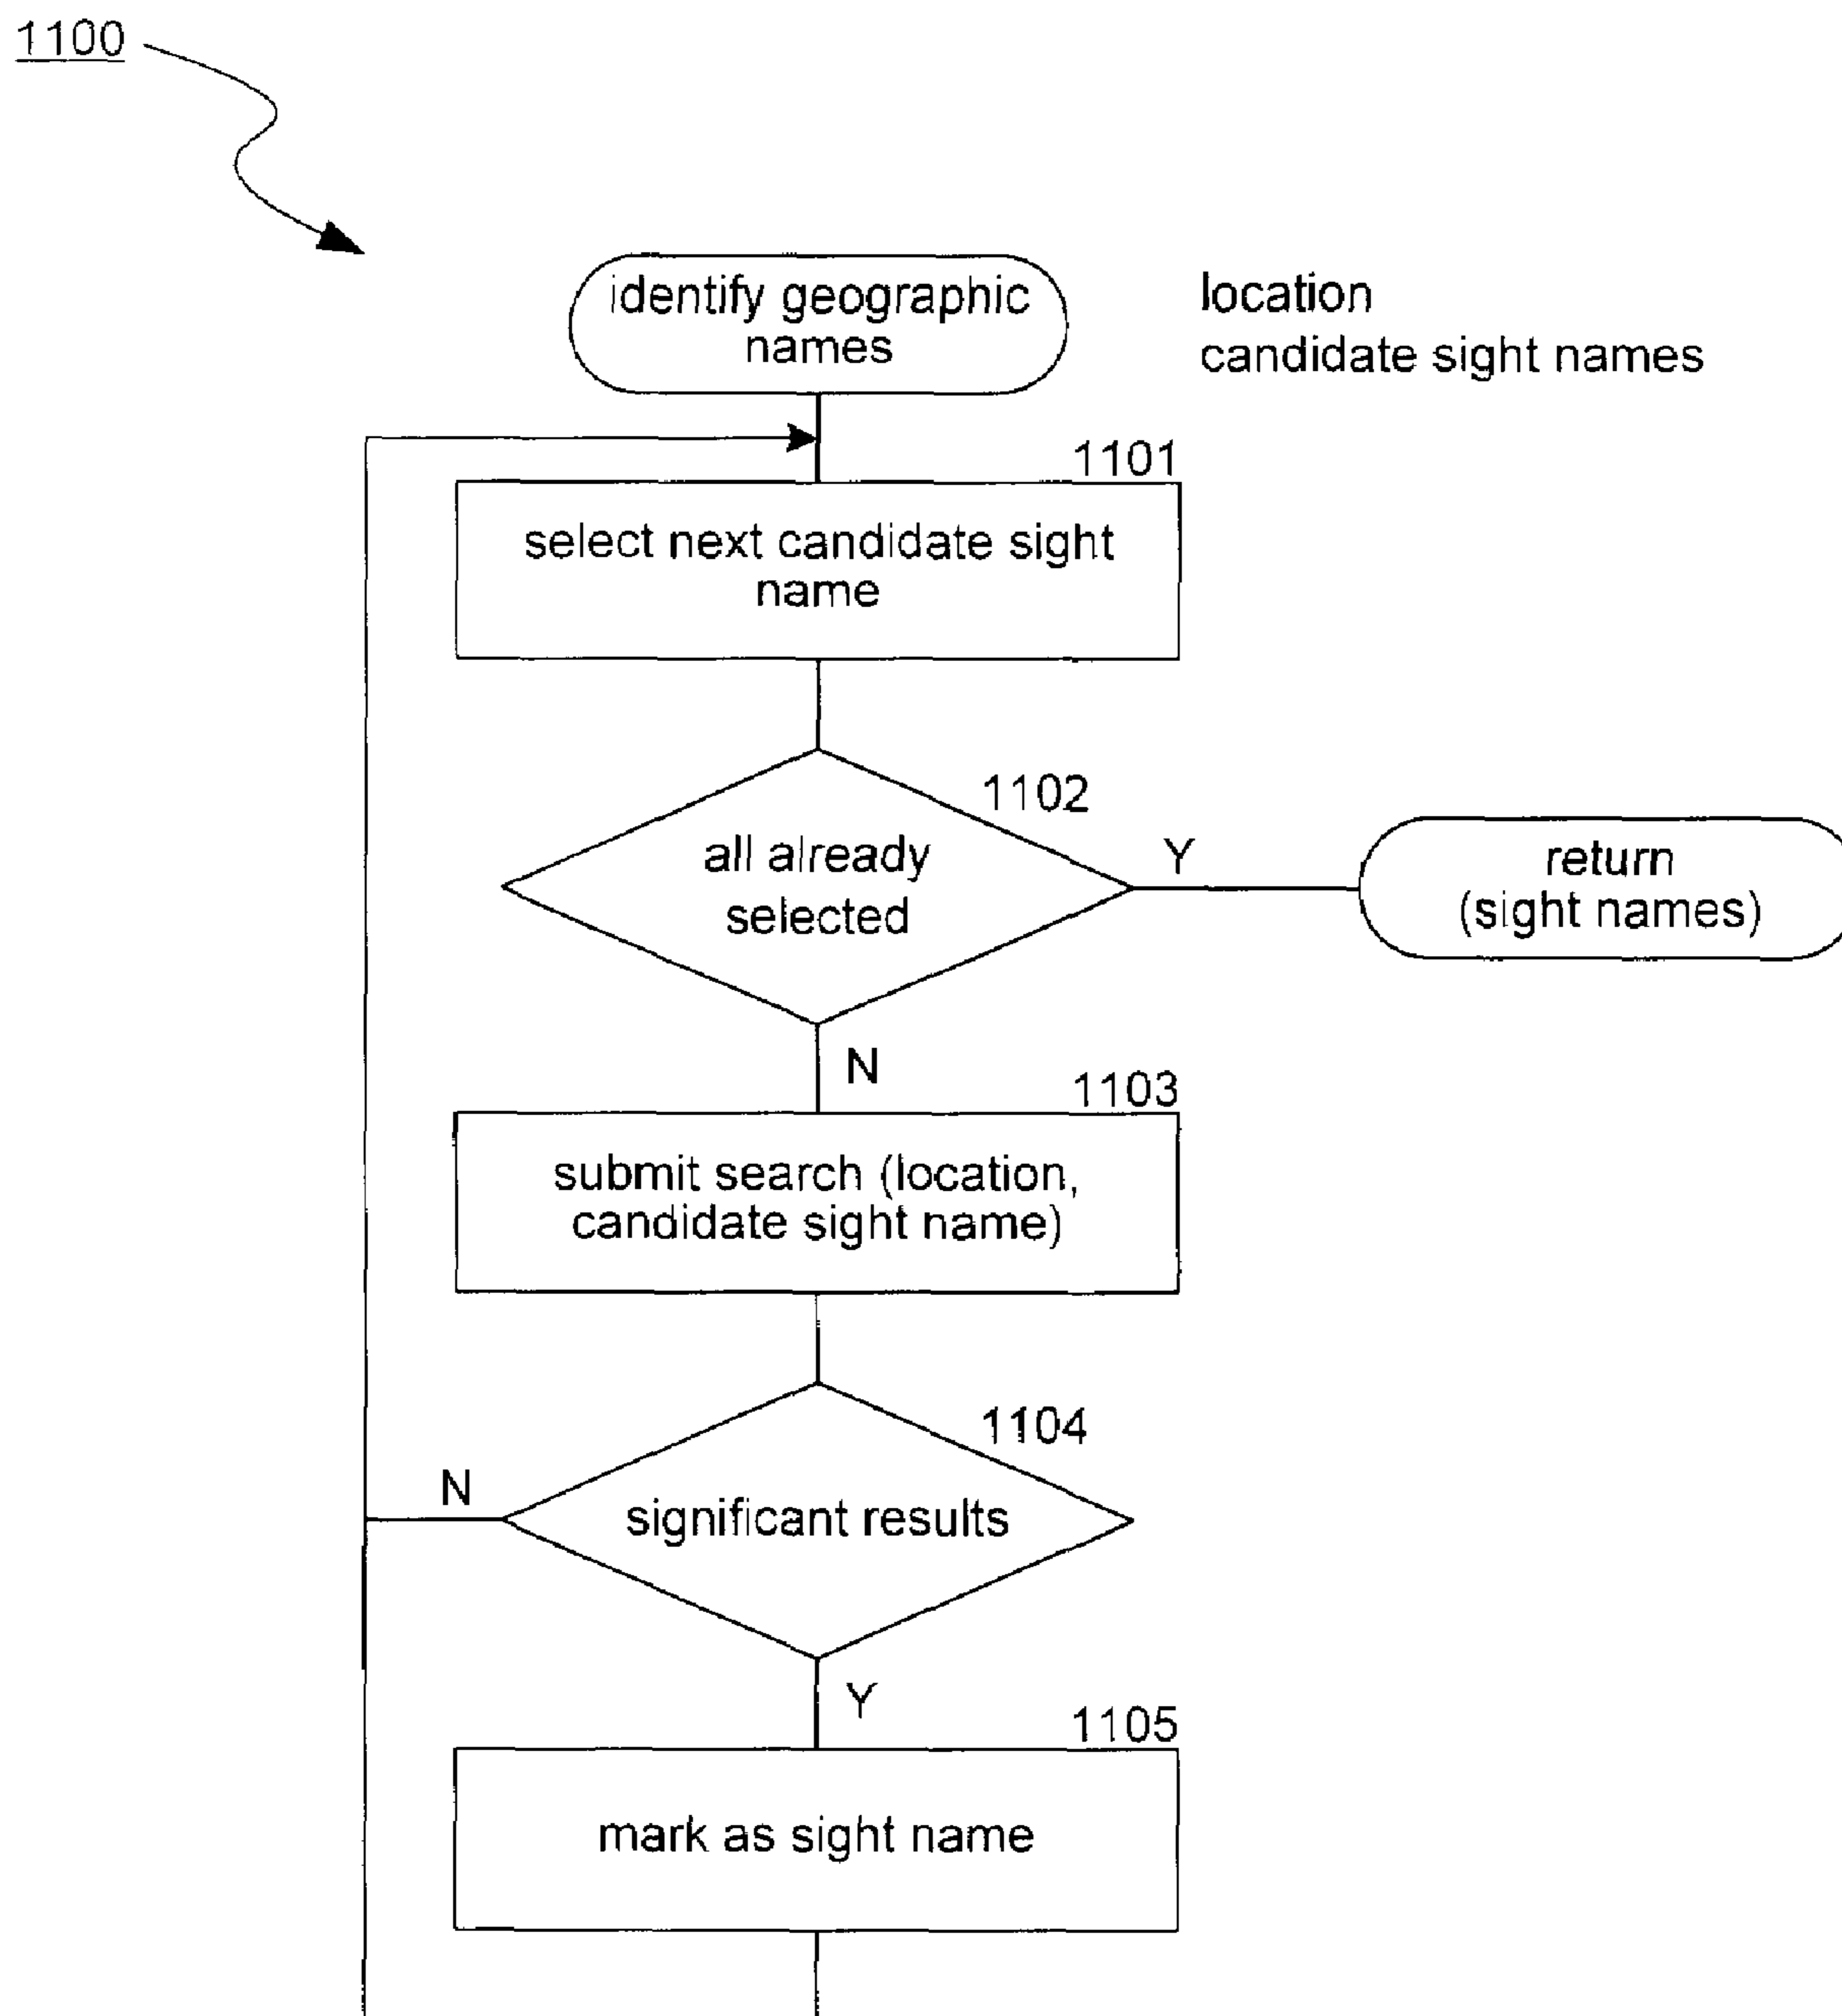 1100
identify geographic
names
location
candidate sight names
1101
select next candidate sight
name
1102
all already
selected
Y
return
(sight names)
N
1103
submit search (location,
candidate sight name)
1104
N
significant results
Y
1105
mark as sight name